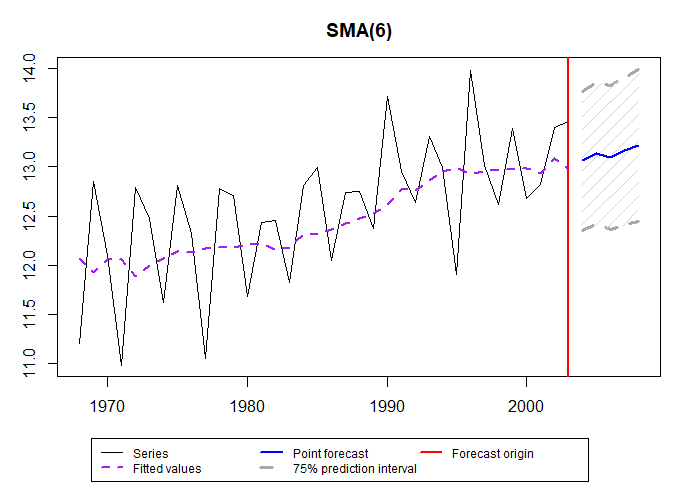 SMA(6)
14.0
13.5
13.0
12.5
12.0
11.5
11.0
1970 1980 1990 2000
Series Point forecast Forecast origin
Fitted values 75% prediction interval